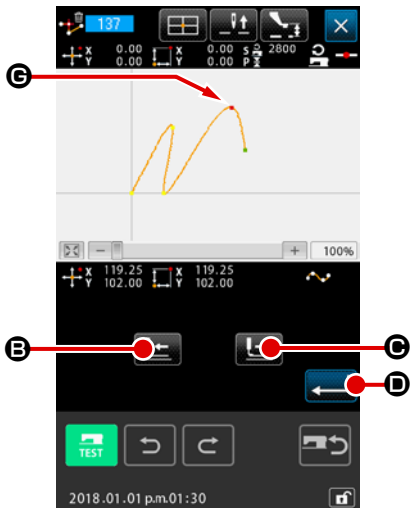 137
X 0.00 X 0.00 S 2800
Y 0.00 Y 0.00 P
G
100%
X 119.25 X 119.25
Y 102.00 Y 102.00
B
C
D
TEST
2018.01.01 p.m.01:30